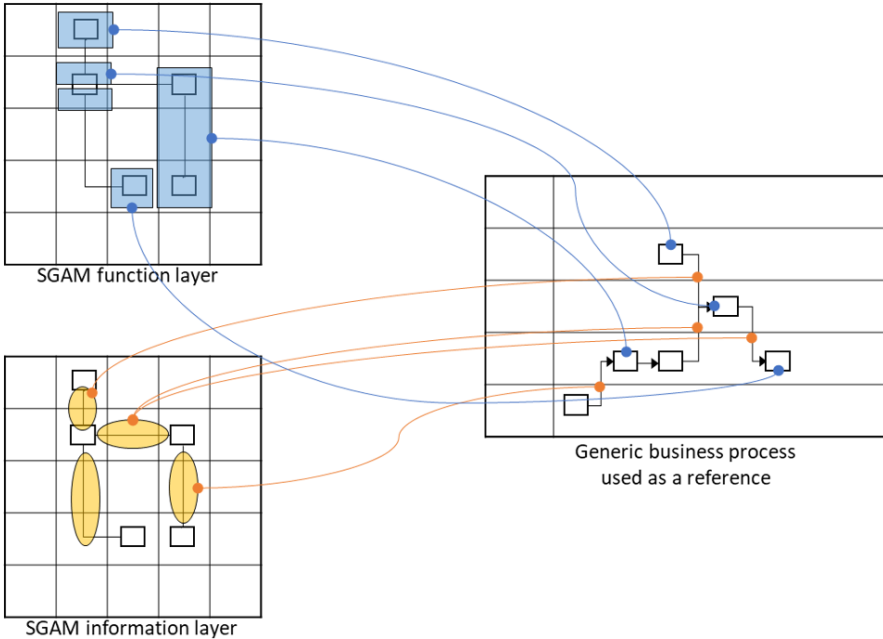 SGAM function layer
Generic business process
used as a reference
SGAM information layer